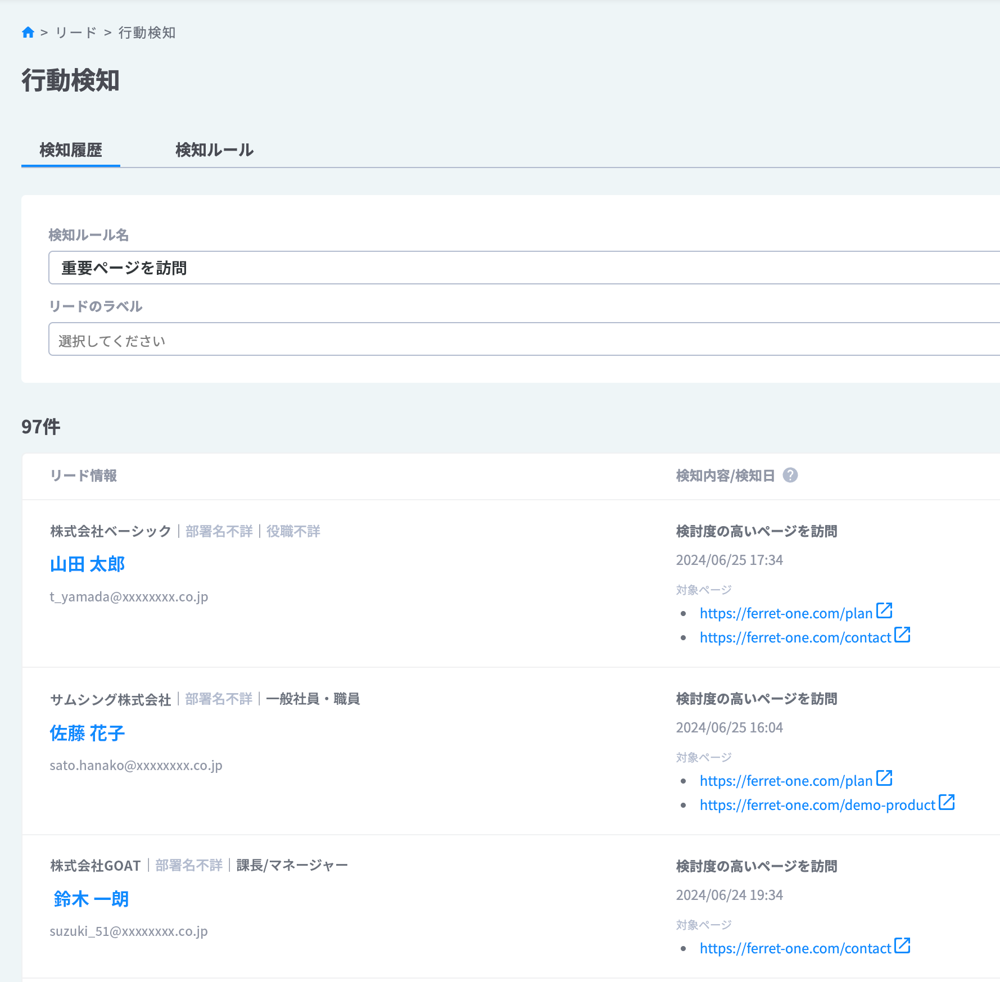 > リード > 行動検知
行動検知
検知履歴 検知ルール
検知ルール名
重要ページを訪問
リードのラベル
選択してください
97件
リード情報 検知内容/検知日 ?
株式会社ベーシック | 部署名不詳 | 役職不詳
山田 太郎
t_yamada@xxxxxxxx.co.jp
検討度の高いページを訪問
2024/06/25 17:34
対象ページ
• https://ferret-one.com/plan
• https://ferret-one.com/contact
サムシング株式会社 | 部署名不詳 | 一般社員・職員
佐藤 花子
sato.hanako@xxxxxxxx.co.jp
検討度の高いページを訪問
2024/06/25 16:04
対象ページ
• https://ferret-one.com/plan
• https://ferret-one.com/demo-product
株式会社GOAT | 部署名不詳 | 課長/マネージャー
鈴木 一朗
suzuki_51@xxxxxxxx.co.jp
検討度の高いページを訪問
2024/06/24 19:34
対象ページ
• https://ferret-one.com/contact